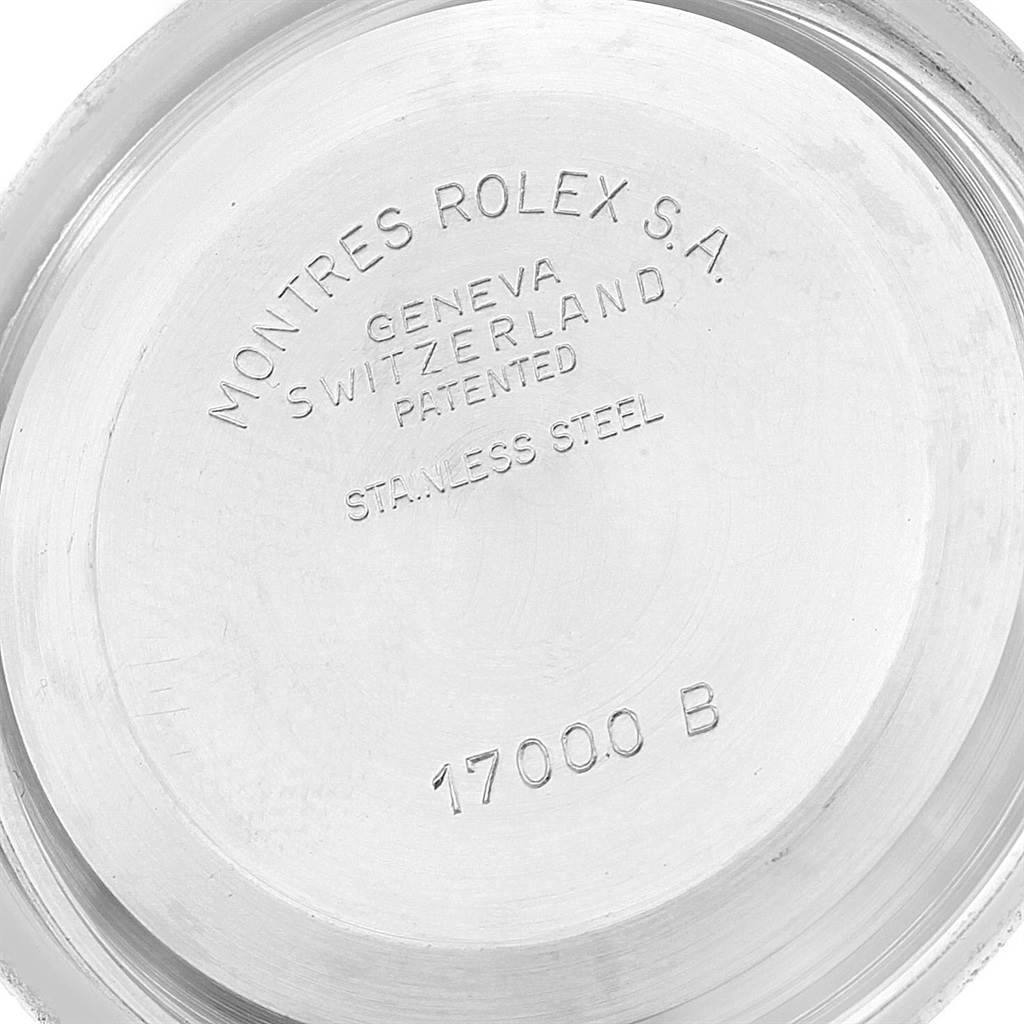 MONTRES ROLEX S.A.
GENEVA
SWITZERLAND
PATENTED
STAINLESS STEEL
17000 B